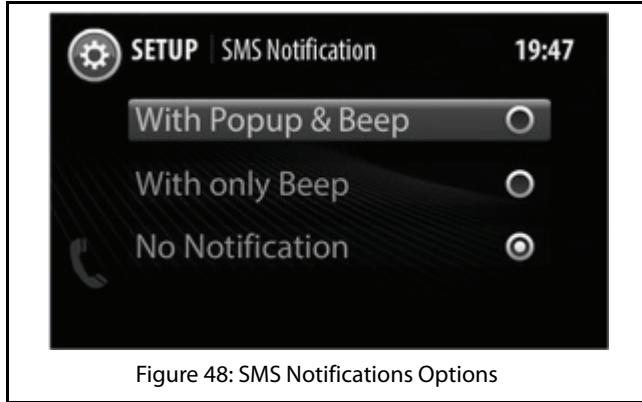 SETUP SMS Notification 19:47
With Popup & Beep
With only Beep
No Notification
Figure 48: SMS Notifications Options